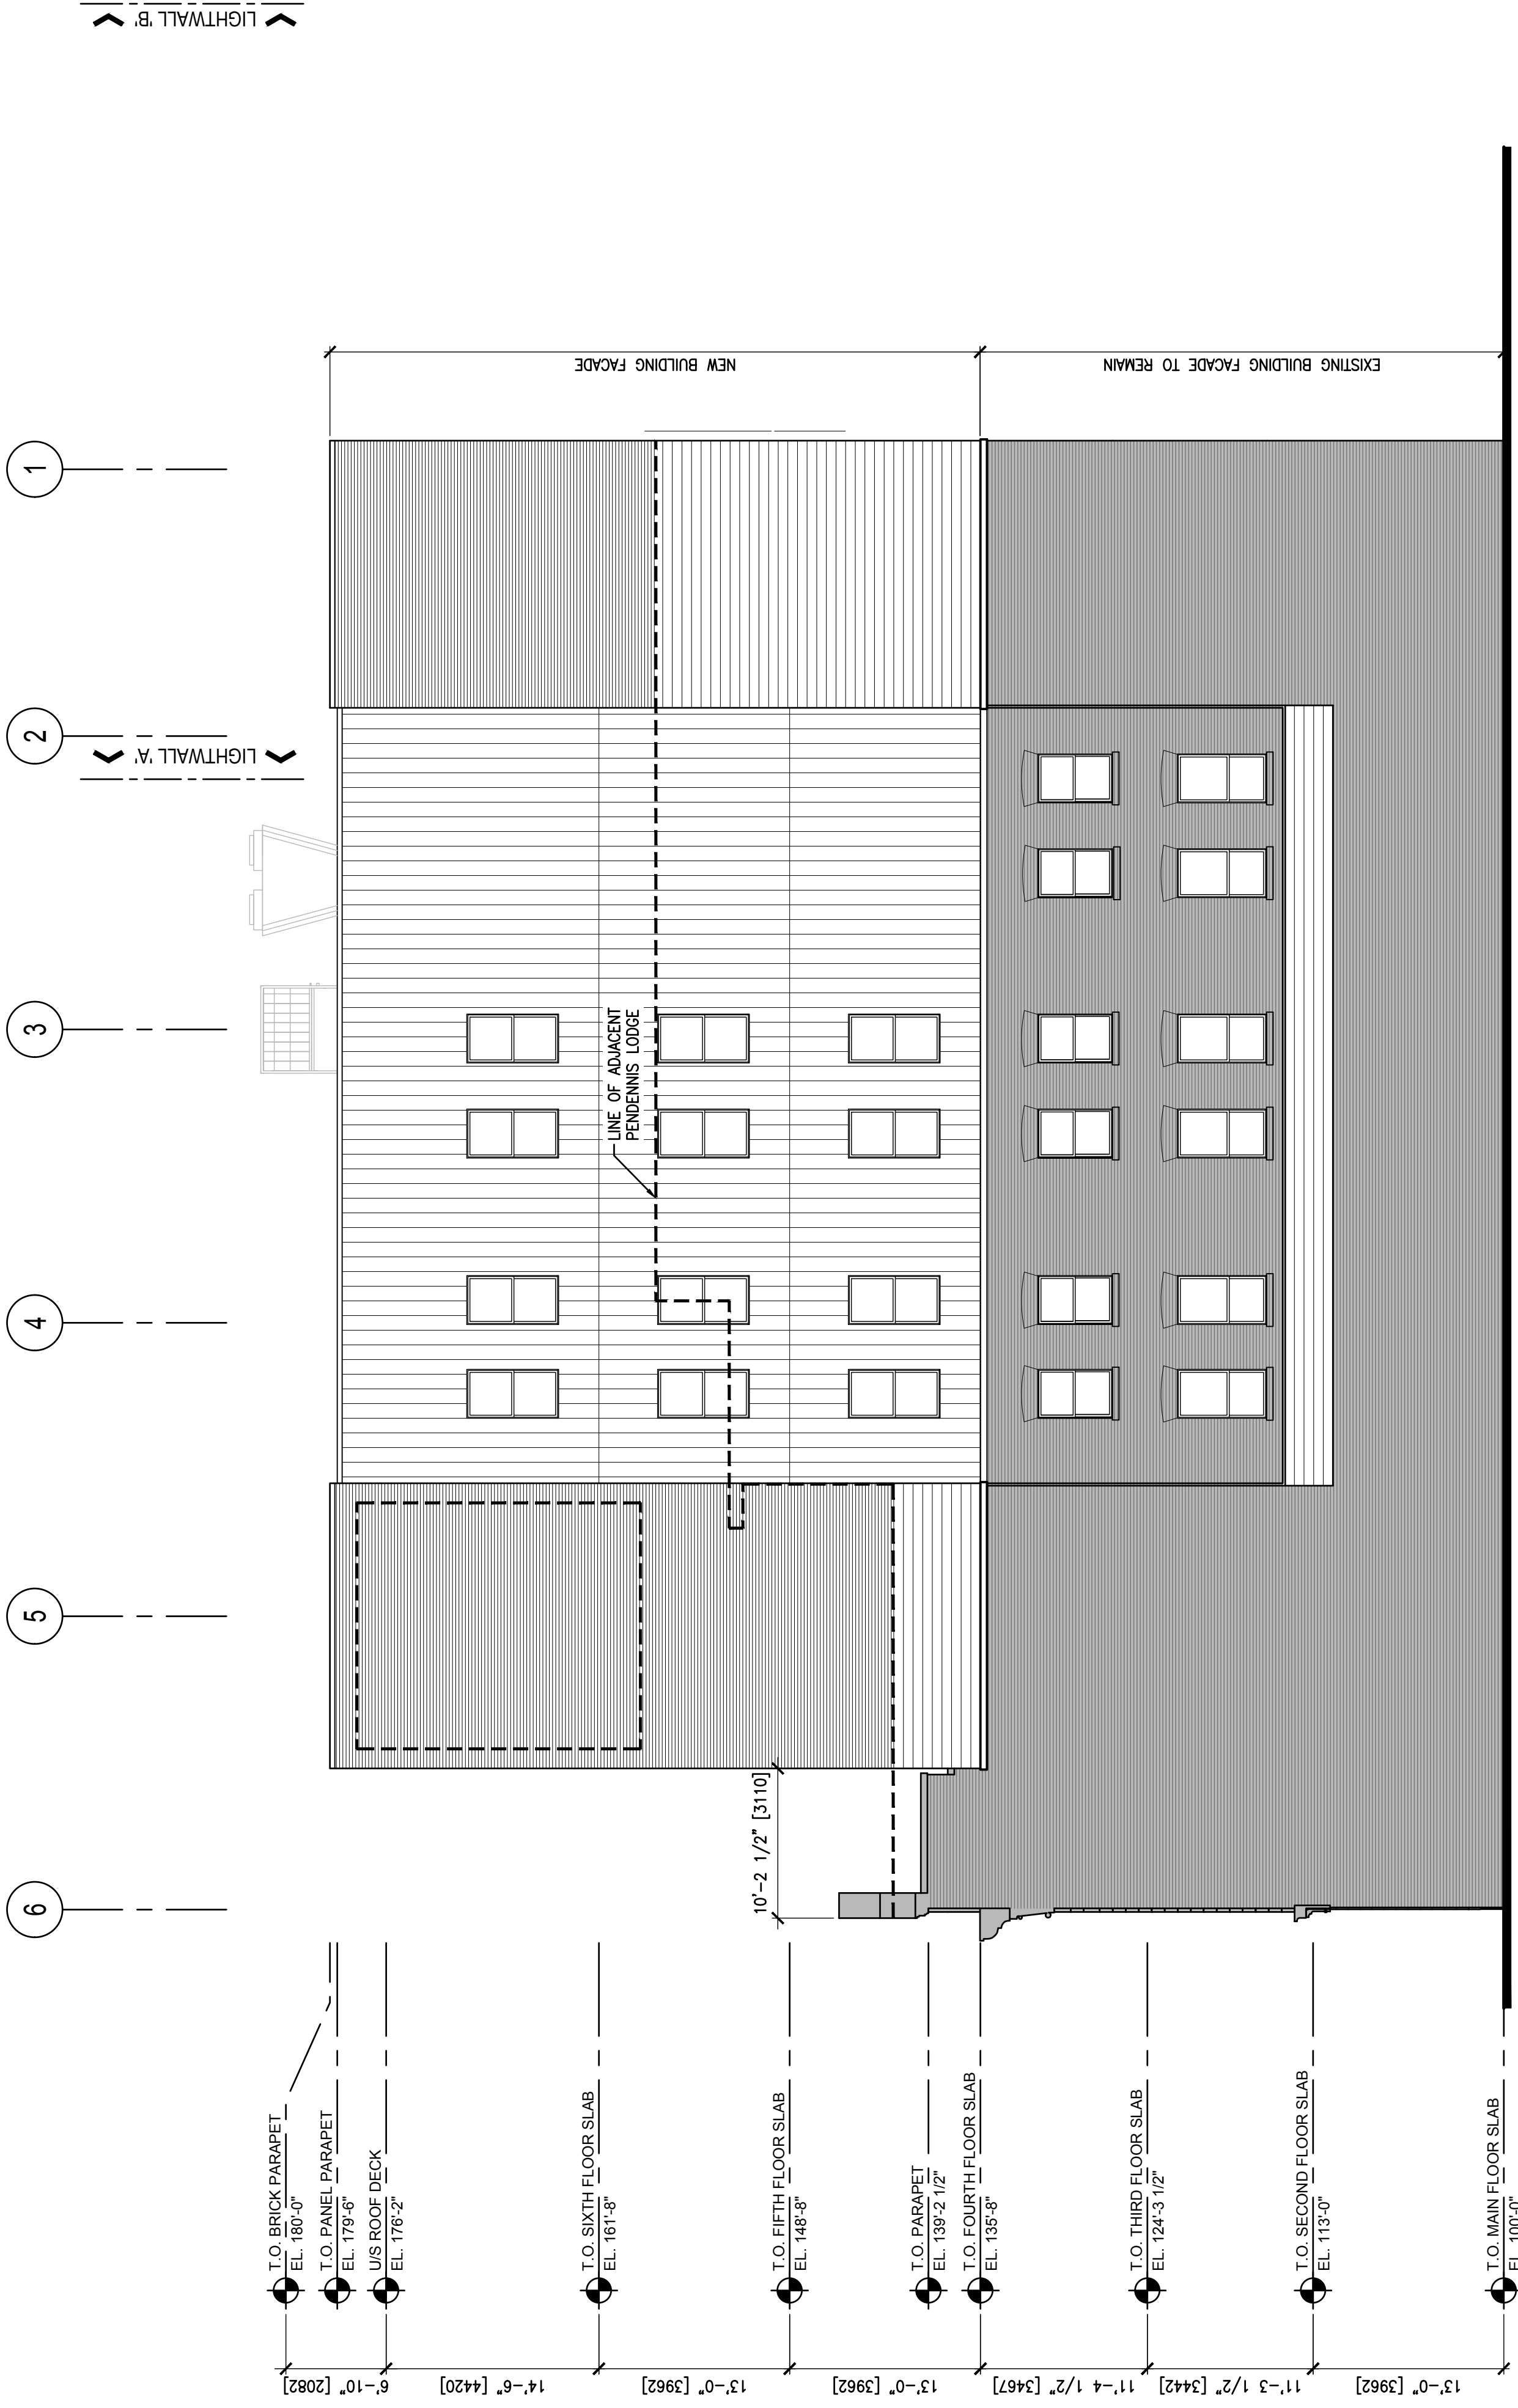 LIGHTWALL 'B'
LIGHTWALL 'A'
1
2
3
4
5
6
NEW BUILDING FACADE
EXISTING BUILDING FACADE TO REMAIN
LINE OF ADJACENT
PENDENNIS LODGE
10'-2 1/2" [3110]
T.O. BRICK PARAPET
EL. 180'-0"
T.O. PANEL PARAPET
EL. 179'-6"
U/S ROOF DECK
EL. 176'-2"
T.O. SIXTH FLOOR SLAB
EL. 161'-8"
T.O. FIFTH FLOOR SLAB
EL. 148'-8"
T.O. PARAPET
EL. 139'-2 1/2"
T.O. FOURTH FLOOR SLAB
EL. 135'-8"
T.O. THIRD FLOOR SLAB
EL. 124'-3 1/2"
T.O. SECOND FLOOR SLAB
EL. 113'-0"
T.O. MAIN FLOOR SLAB
EL. 100'-0"
6'-10" [2082]
14'-6" [4420]
13'-0" [3962]
13'-0" [3962]
11'-4 1/2" [3467]
11'-3 1/2" [3442]
13'-0" [3962]